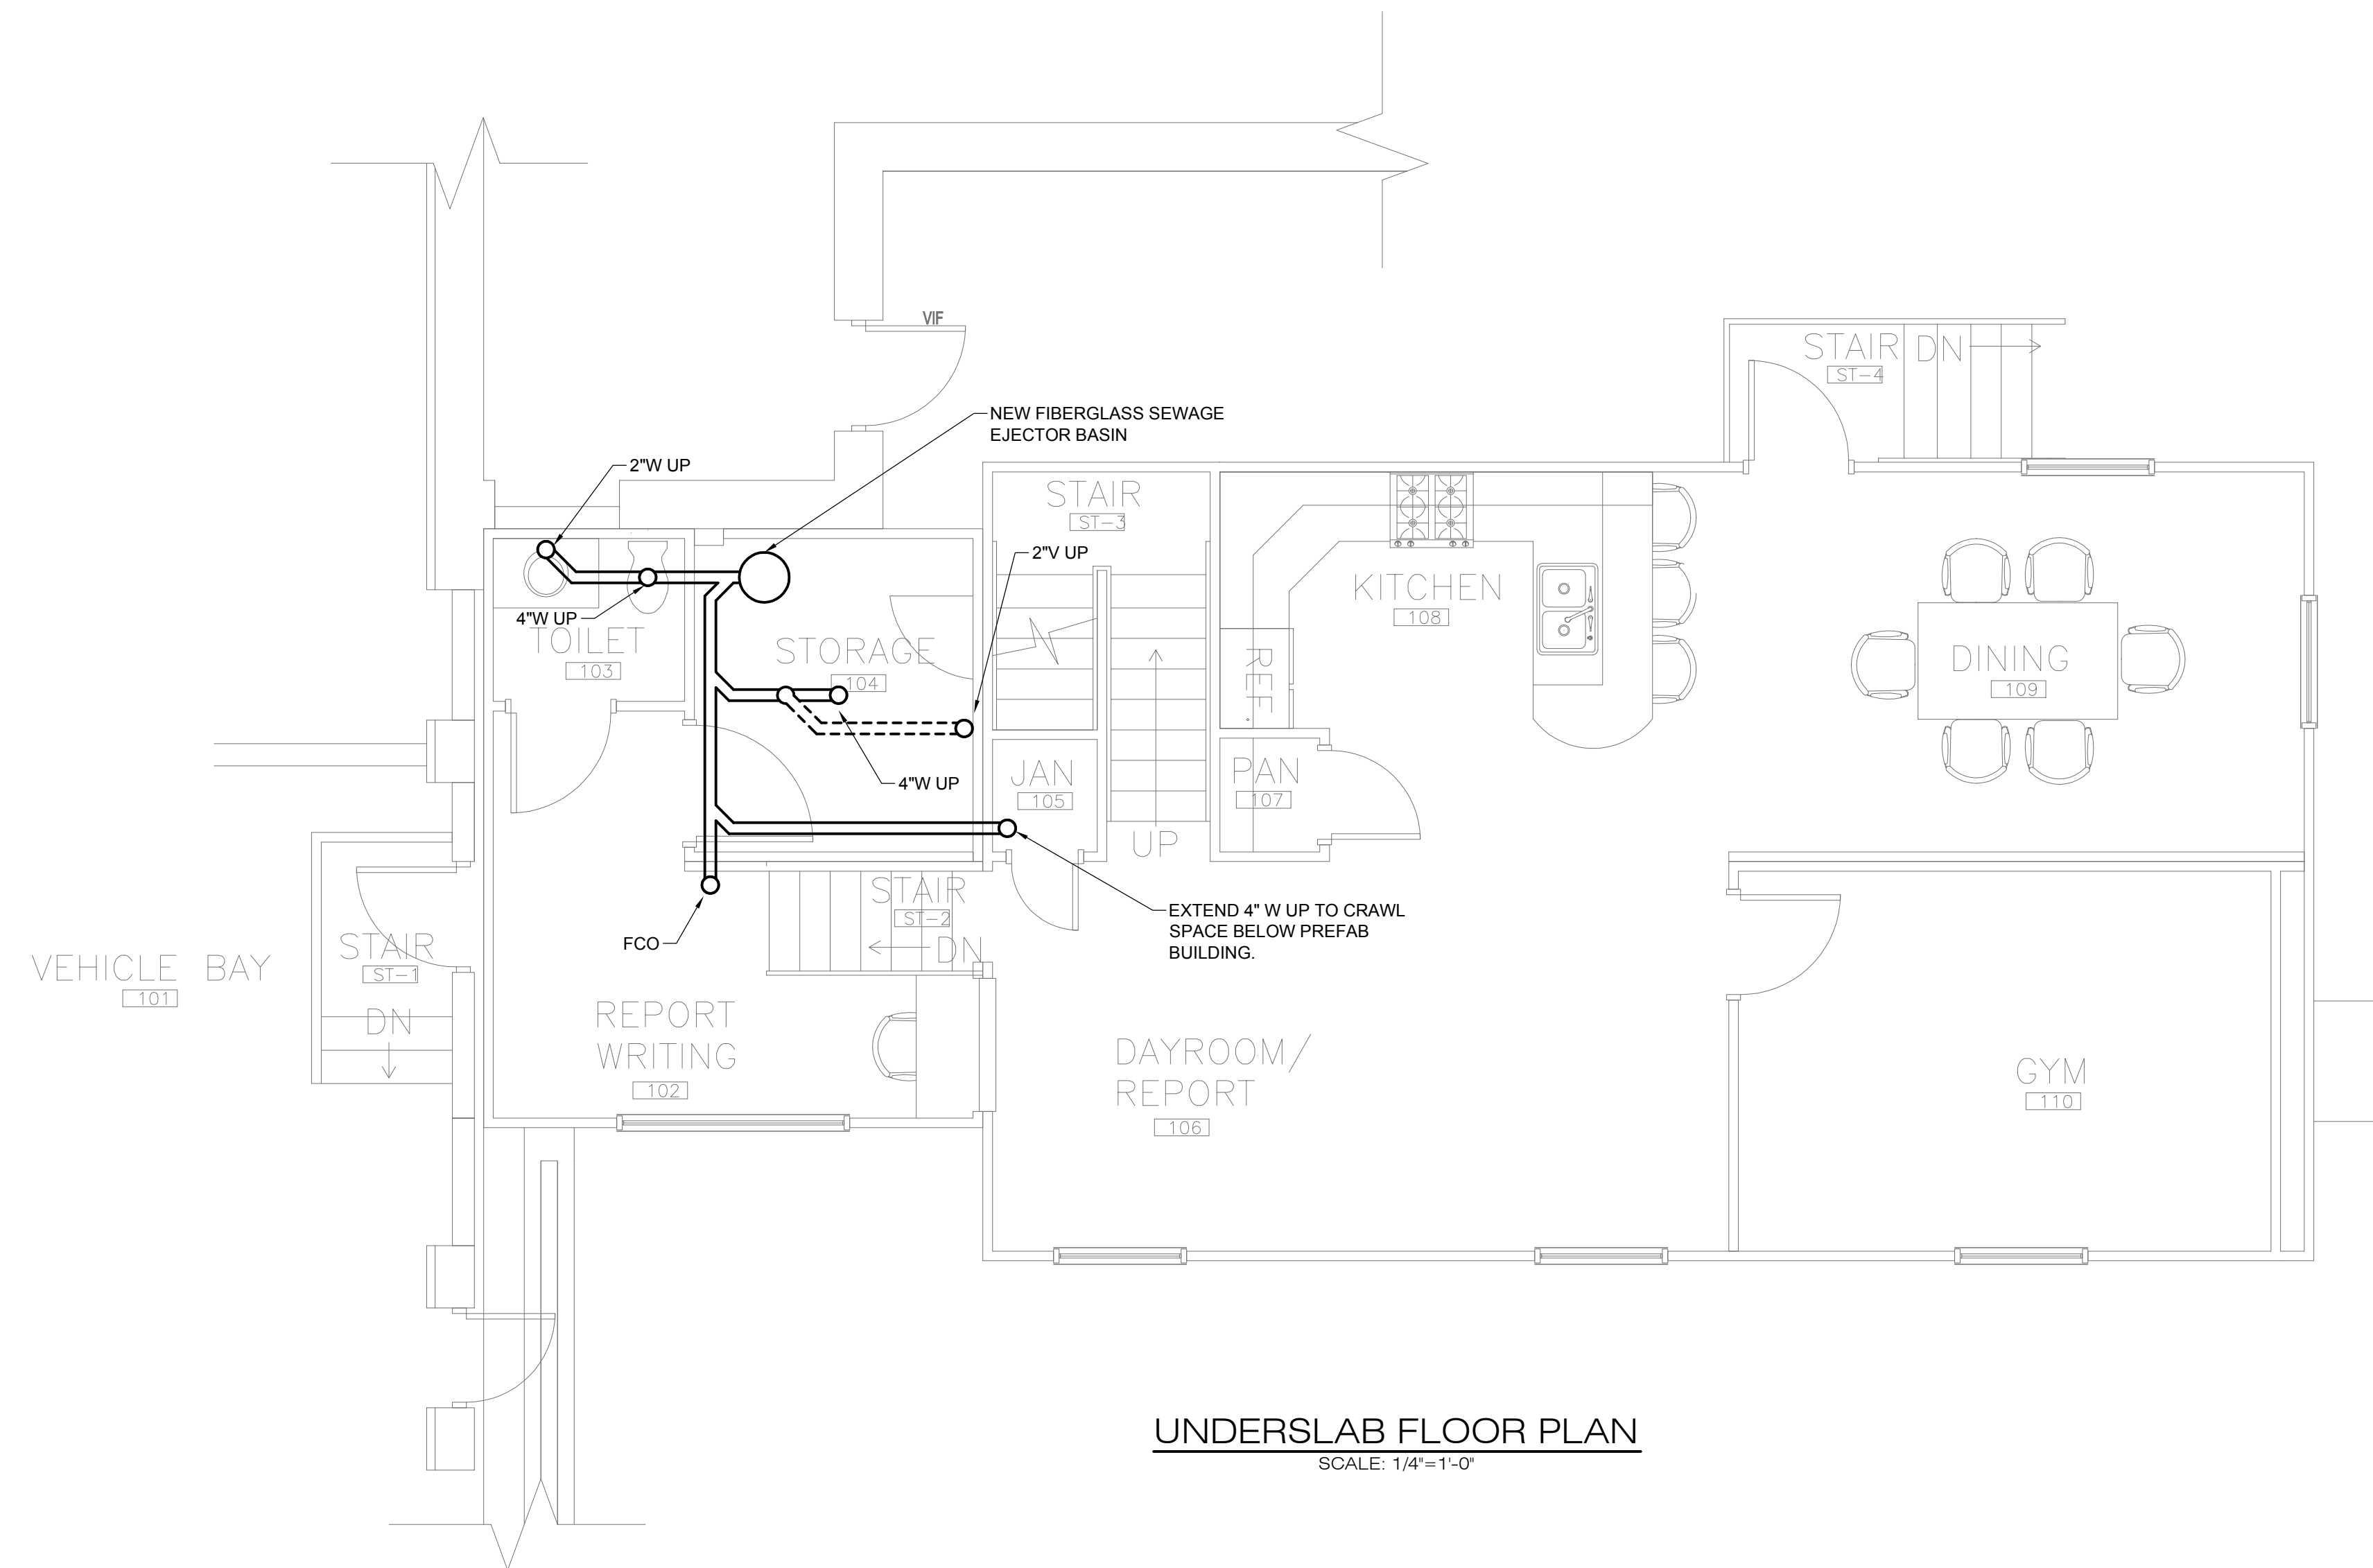 VIF
STAIR DN
ST-4
NEW FIBERGLASS SEWAGE
EJECTOR BASIN
2"W UP
STAIR
ST-3
2"V UP
KITCHEN
108
4"W UP
TOILET
103
STORAGE
104
REF.
DINING
109
4"W UP
JAN
105
PAN
107
UP
STAIR
ST-2
DN
EXTEND 4" W UP TO CRAWL
SPACE BELOW PREFAB
BUILDING.
FCO
STAIR
ST-1
DN
VEHICLE BAY
101
REPORT
WRITING
102
DAYROOM/
REPORT
106
GYM
110
UNDERSLAB FLOOR PLAN
SCALE: 1/4"=1'-0"